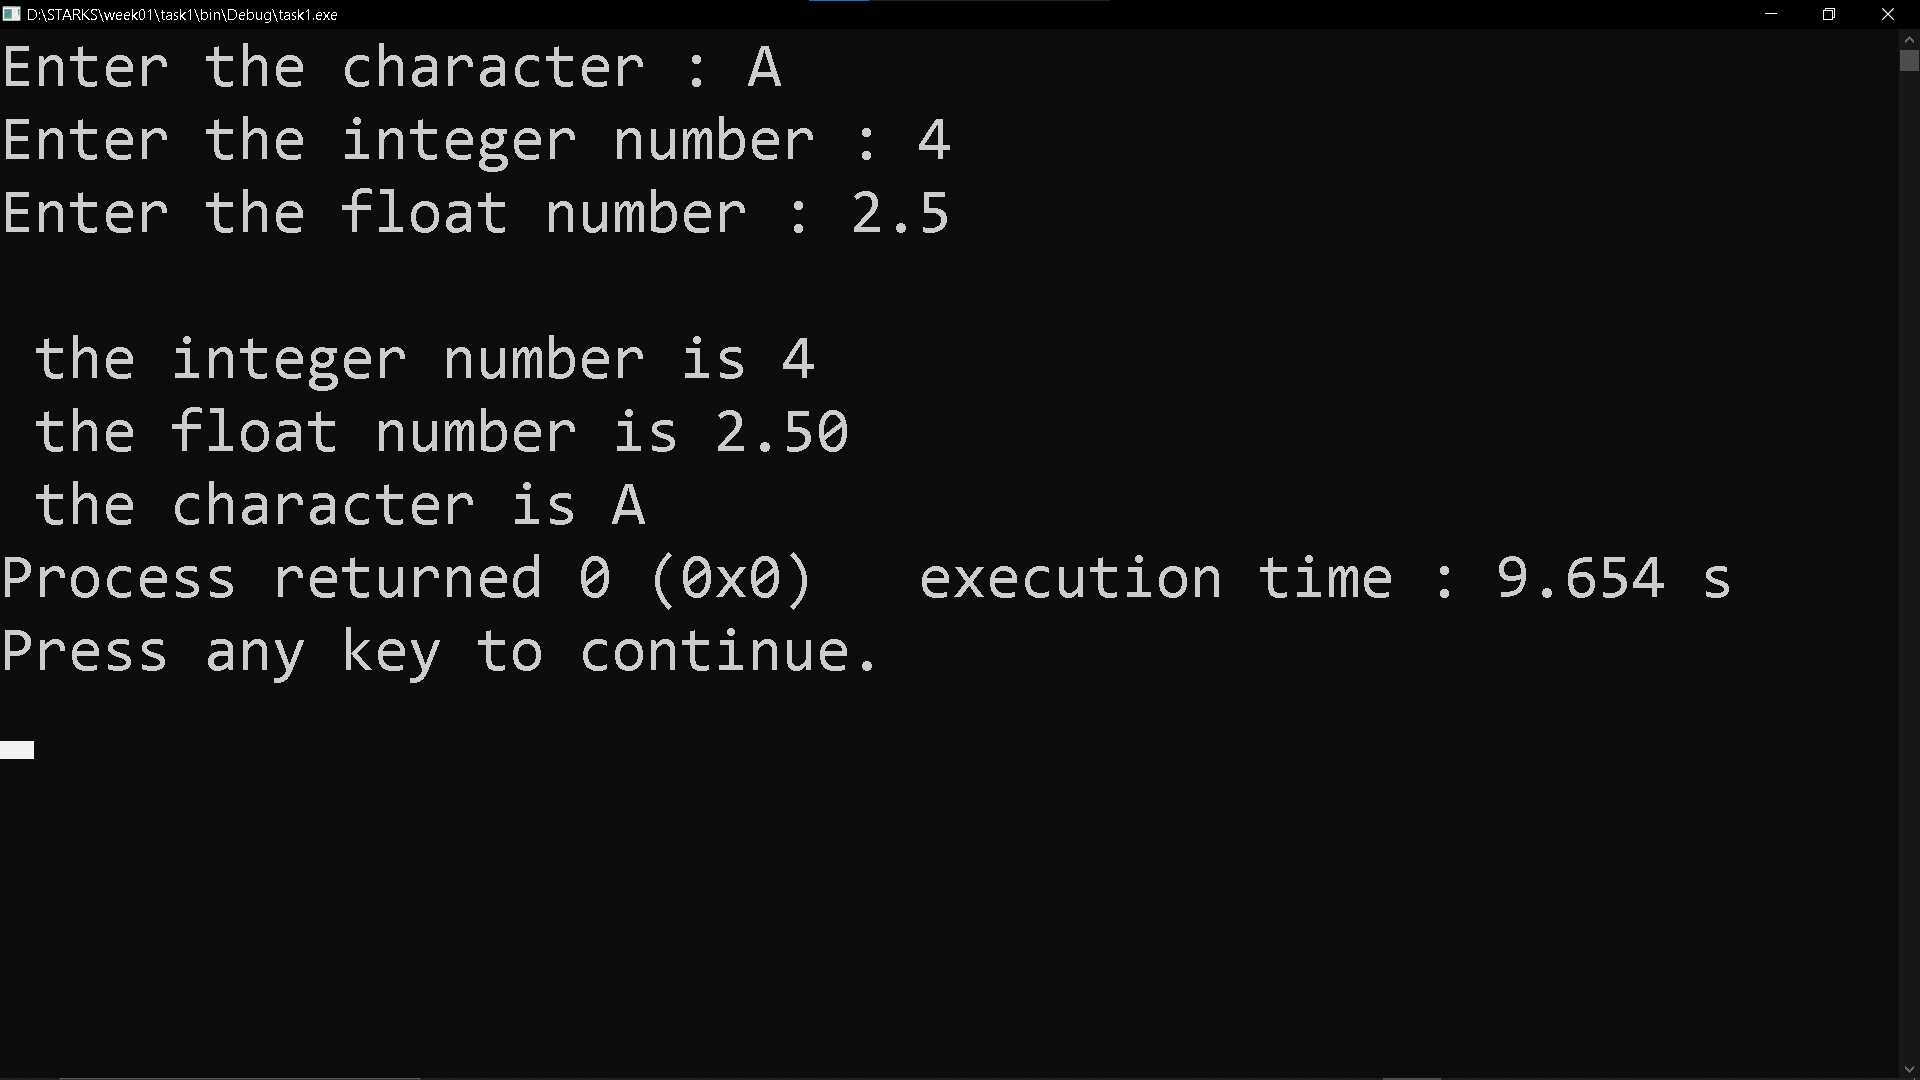 D:\STARKS\week01\task1\bin\Debug\task1.exe
Enter the character : A
Enter the integer number : 4
Enter the float number : 2.5
the integer number is 4
the float number is 2.50
the character is A
Process returned 0 (0x0)   execution time : 9.654 s
Press any key to continue.